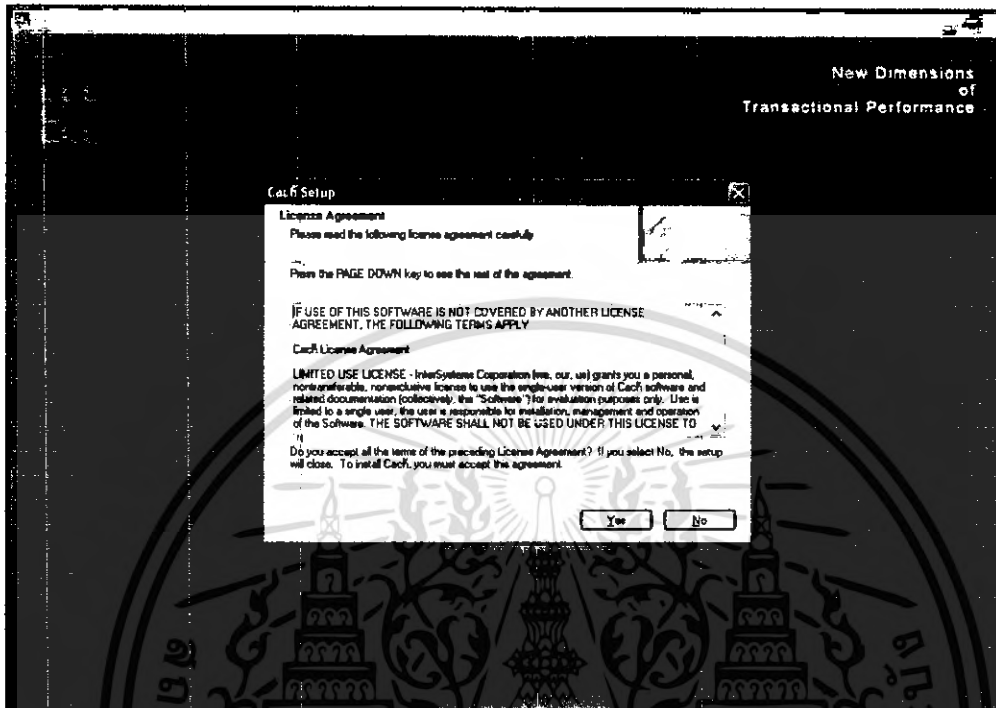 New Dimensions
of
Transactional Performance
Cach้ Setup
License Agreement
Please read the following license agreement carefully
Press the PAGE DOWN key to see the rest of the agreement.
IF USE OF THIS SOFTWARE IS NOT COVERED BY ANOTHER LICENSE
AGREEMENT, THE FOLLOWING TERMS APPLY
Cach้ License Agreement
LIMITED USE LICENSE - InterSystems Corporation (we, our, us) grants you a personal,
nontransferable, nonexclusive license to use the single-user version of Cach้ software and
related documentation (collectively, the "Software") for evaluation purposes only. Use is
limited to a single user, the user is responsible for installation, management and operation
of the Software. THE SOFTWARE SHALL NOT BE USED UNDER THIS LICENSE TO
Do you accept all the terms of the preceding License Agreement? If you select No, the setup
will close. To install Cach้, you must accept this agreement.
Yes
No